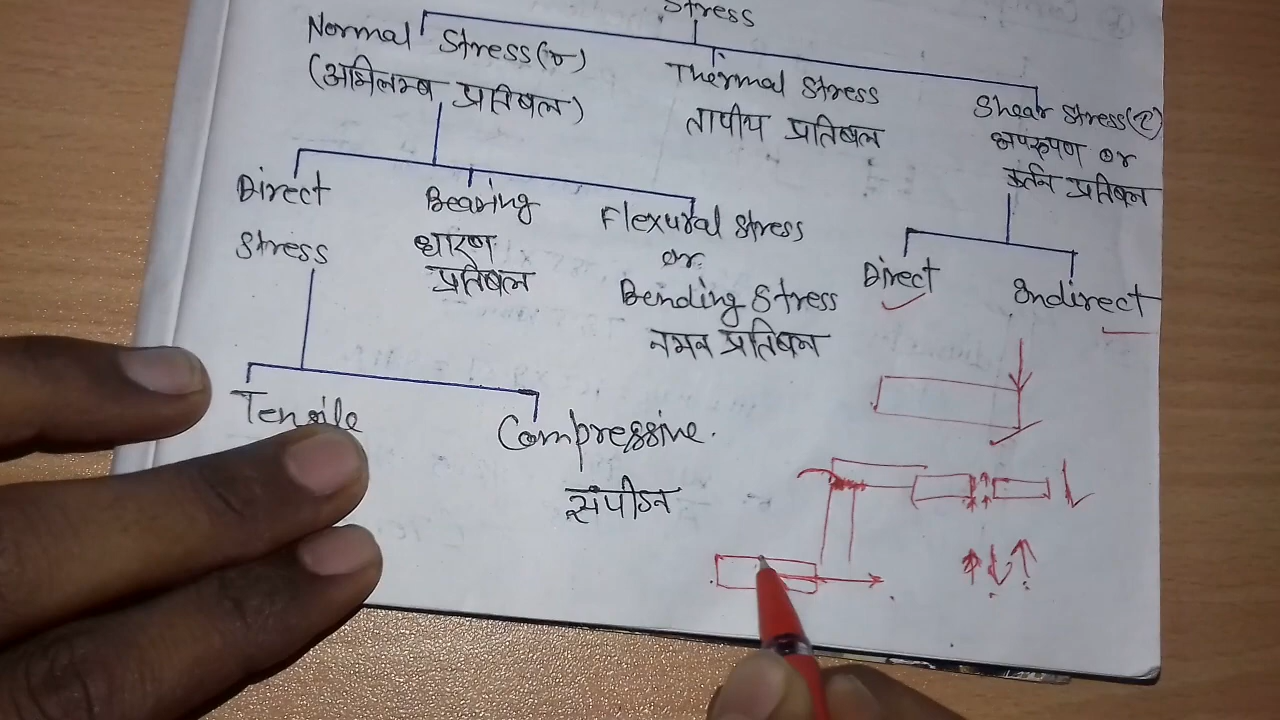 Stress
Normal Stress(σ)
(अभिलम्ब प्रतिबल)
Thermal Stress
तापीय प्रतिबल
Shear Stress(τ)
अपरूपण or
कर्तन प्रतिबल
Direct
Stress
Bearing
धारण
प्रतिबल
Flexural Stress
or
Bending Stress
नमन प्रतिबल
Direct
Indirect
Tensile
Compressive.
संपीडन